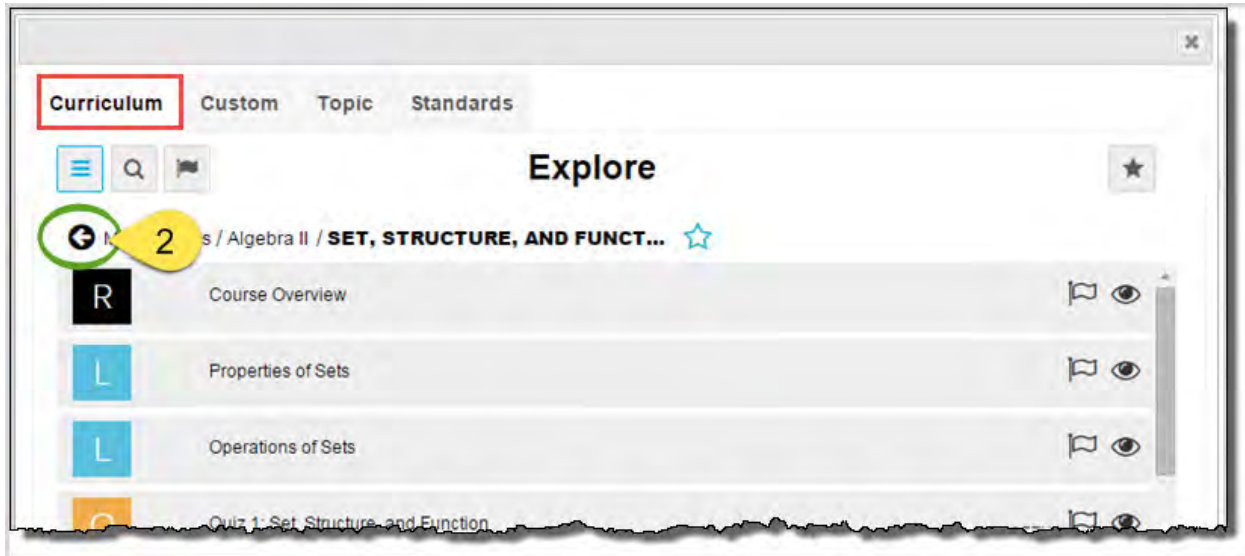 Curriculum Custom Topic Standards
Explore
2 s / Algebra II / SET, STRUCTURE, AND FUNCT...
R Course Overview
L Properties of Sets
L Operations of Sets
Quiz 1: Set, Structure, and Function